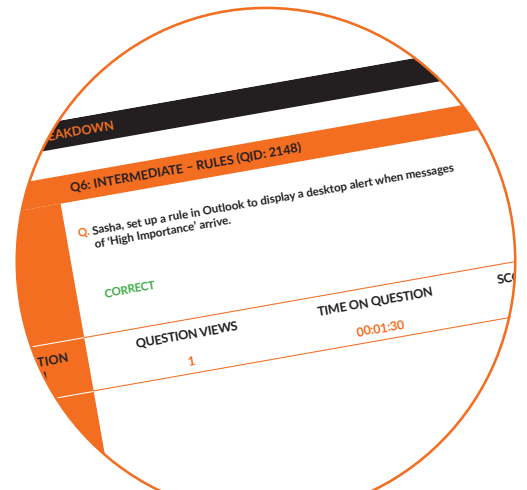 EAKDOWN
Q6: INTERMEDIATE – RULES (QID: 2148)
Q. Sasha, set up a rule in Outlook to display a desktop alert when messages
of ‘High Importance’ arrive.
CORRECT
TION
QUESTION VIEWS
TIME ON QUESTION
SCO
1
00:01:30